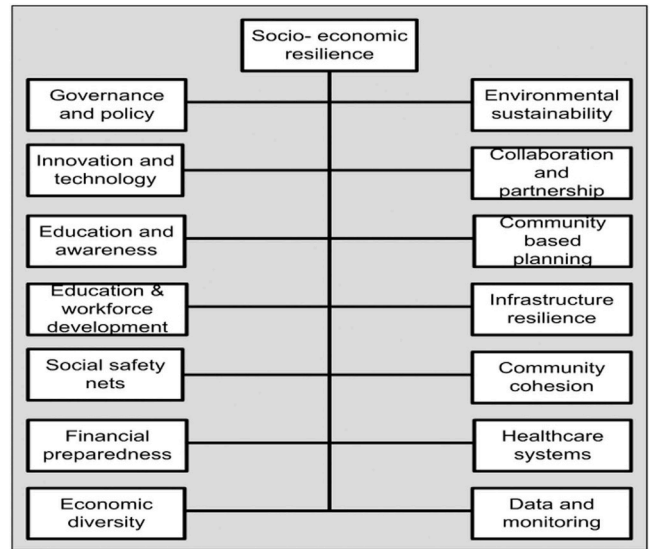 Socio- economic
resilience
Governance
and policy
Environmental
sustainability
Innovation and
technology
Collaboration
and
partnership
Education and
awareness
Community
based
planning
Education &
workforce
development
Infrastructure
resilience
Social safety
nets
Community
cohesion
Financial
preparedness
Healthcare
systems
Economic
diversity
Data and
monitoring